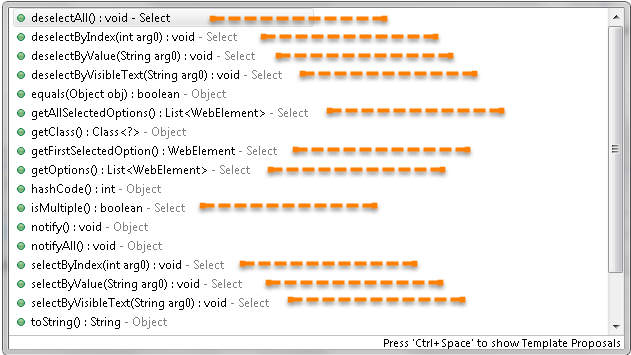 deselectAll() : void - Select
deselectByIndex(int arg0) : void - Select
deselectByValue(String arg0) : void - Select
deselectByVisibleText(String arg0) : void - Select
equals(Object obj) : boolean - Object
getAllSelectedOptions() : List<WebElement> - Select
getClass() : Class<?> - Object
getFirstSelectedOption() : WebElement - Select
getOptions() : List<WebElement> - Select
hashCode() : int - Object
isMultiple() : boolean - Select
notify() : void - Object
notifyAll() : void - Object
selectByIndex(int arg0) : void - Select
selectByValue(String arg0) : void - Select
selectByVisibleText(String arg0) : void - Select
toString() : String - Object
Press 'Ctrl+Space' to show Template Proposals